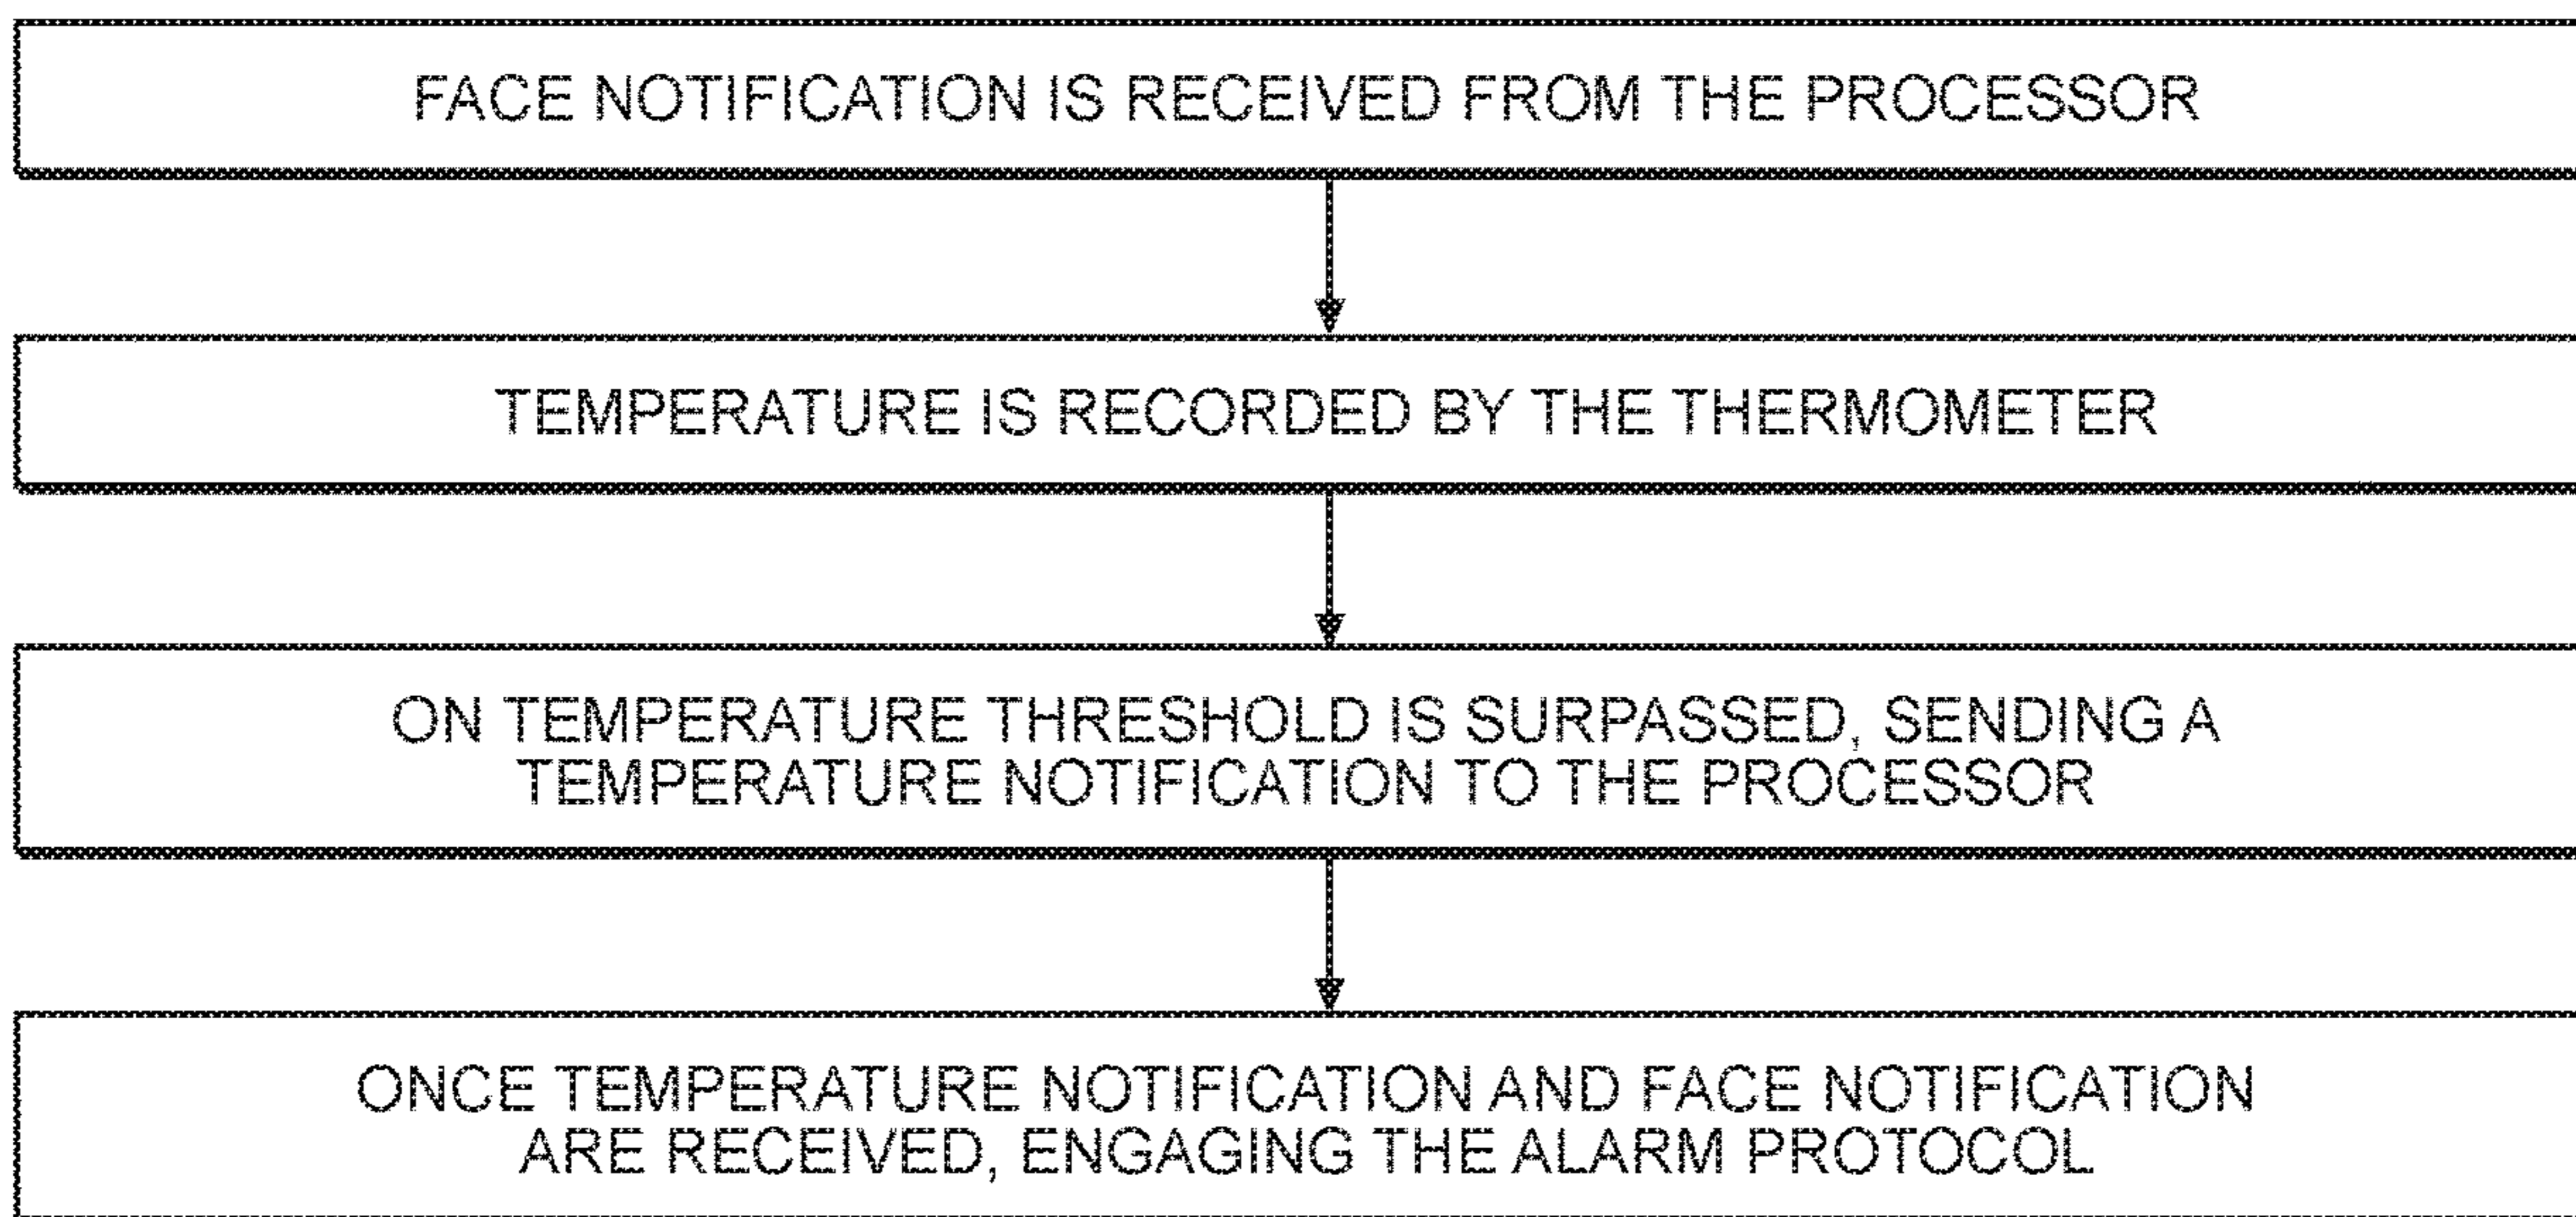 FACE NOTIFICATION IS RECEIVED FROM THE PROCESSOR
TEMPERATURE IS RECORDED BY THE THERMOMETER
ON TEMPERATURE THRESHOLD IS SURPASSED, SENDING A
TEMPERATURE NOTIFICATION TO THE PROCESSOR
ONCE TEMPERATURE NOTIFICATION AND FACE NOTIFICATION
ARE RECEIVED, ENGAGING THE ALARM PROTOCOL